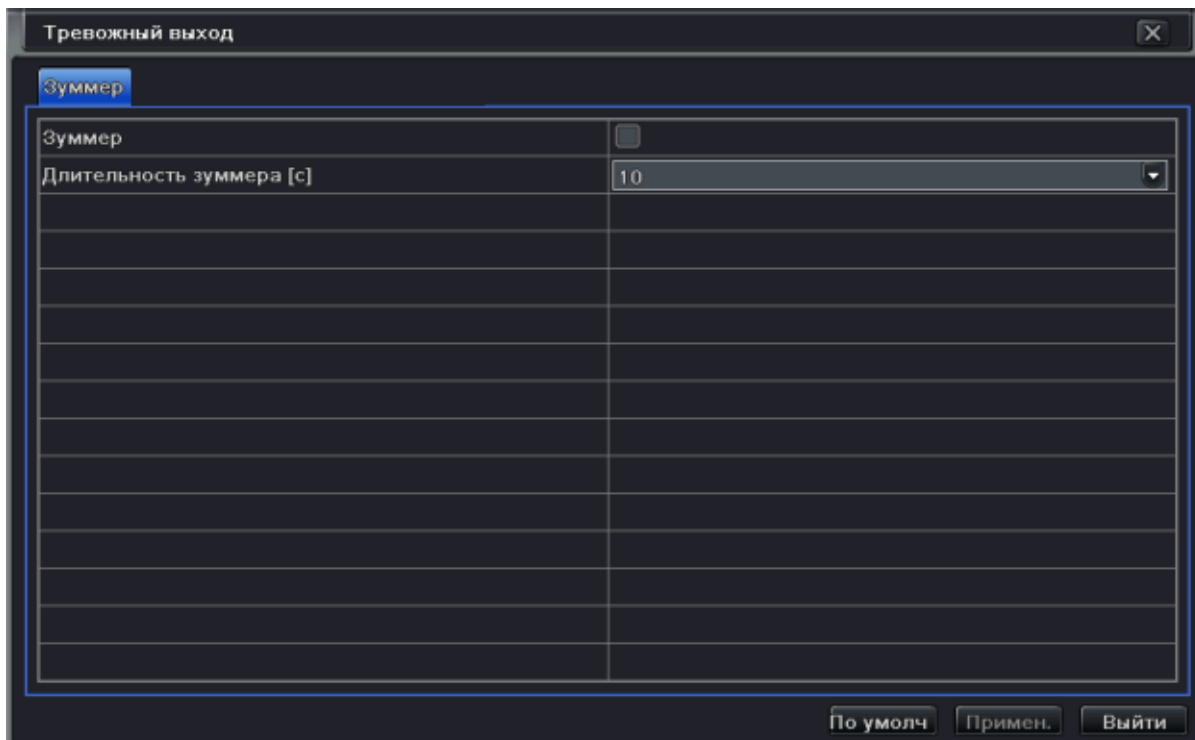 Тревожный выход
Зуммер
Зуммер
Длительность зуммера [с] 10
По умолч Примен. Выйти